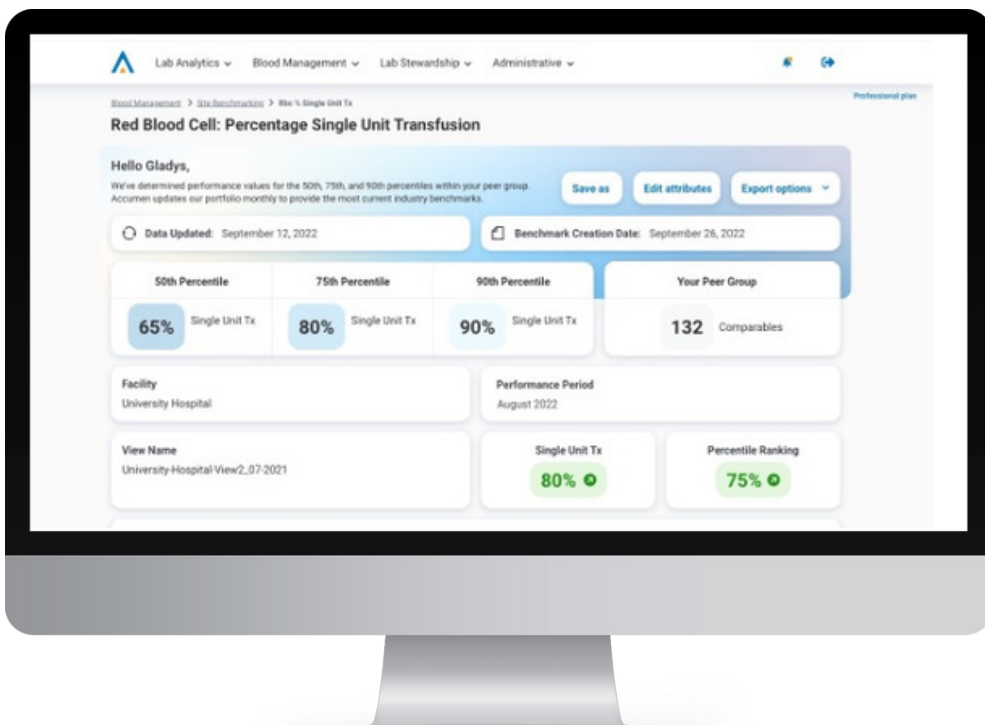 Lab Analytics
Blood Management
Lab Stewardship
Administrative
Professional plan
Blood Management > Site Benchmarking > Rbc % Single Unit Tx
Red Blood Cell: Percentage Single Unit Transfusion
Hello Gladys,
We've determined performance values for the 50th, 75th, and 90th percentiles within your peer group.
Accumen updates our portfolio monthly to provide the most current industry benchmarks.
Save as
Edit attributes
Export options
Data Updated: September 12, 2022
Benchmark Creation Date: September 26, 2022
50th Percentile
75th Percentile
90th Percentile
Your Peer Group
65% Single Unit Tx
80% Single Unit Tx
90% Single Unit Tx
132 Comparables
Facility
University Hospital
Performance Period
August 2022
View Name
University-Hospital-View2_07-2021
Single Unit Tx
80%
Percentile Ranking
75%